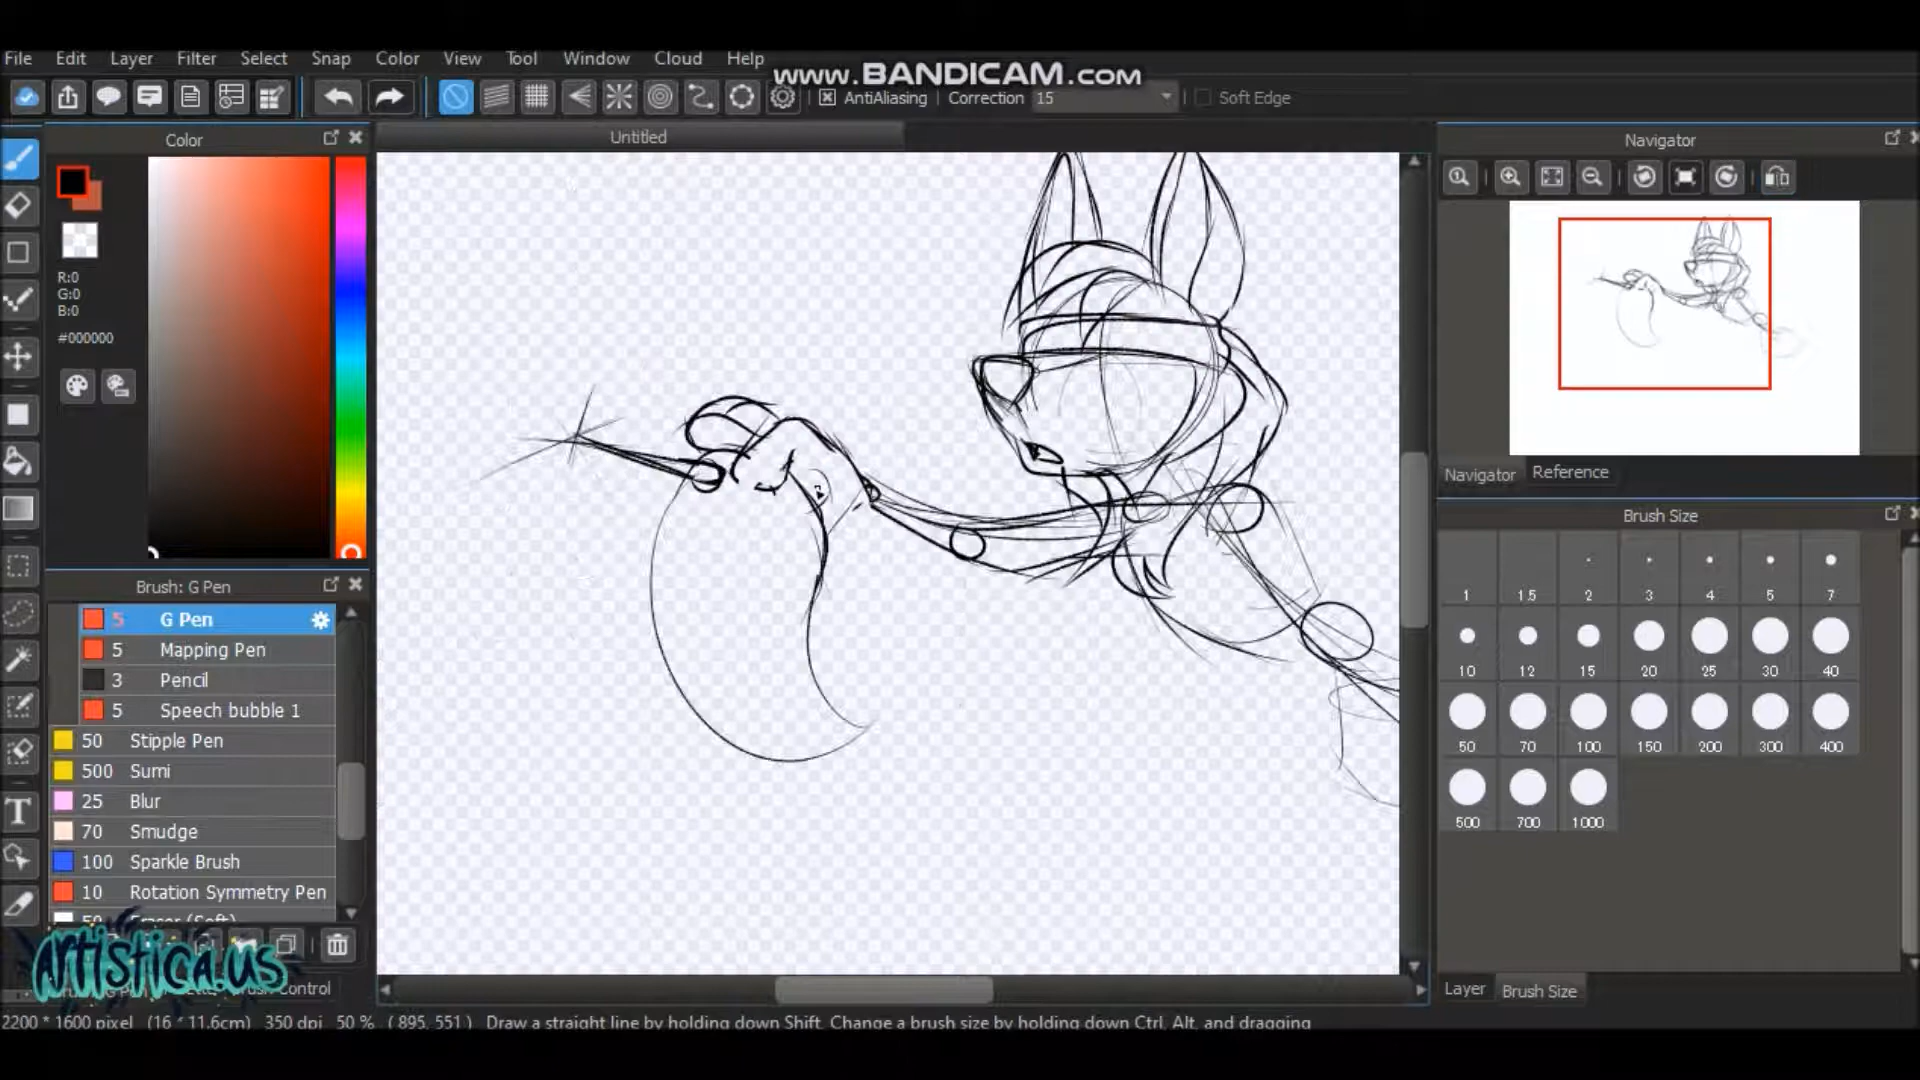 File Edit Layer Filter Select Snap Color View Tool Window Cloud Help
www.BANDICAM.com
AntiAliasing Correction 15 Soft Edge
Color
Untitled
Navigator
R:0
G:0
B:0
#000000
Navigator Reference
Brush Size
1 1.5 2 3 4 5 7
10 12 15 20 25 30 40
50 70 100 150 200 300 400
500 700 1000
Brush: G Pen
5 G Pen
5 Mapping Pen
3 Pencil
5 Speech bubble 1
50 Stipple Pen
500 Sumi
25 Blur
70 Smudge
100 Sparkle Brush
10 Rotation Symmetry Pen
50 Eraser (Soft)
Artistica.us
Control
Layer Brush Size
2200 * 1600 pixel (16 * 11.6cm) 350 dpi 50 % ( 895, 551 ) Draw a straight line by holding down Shift, Change a brush size by holding down Ctrl, Alt, and dragging